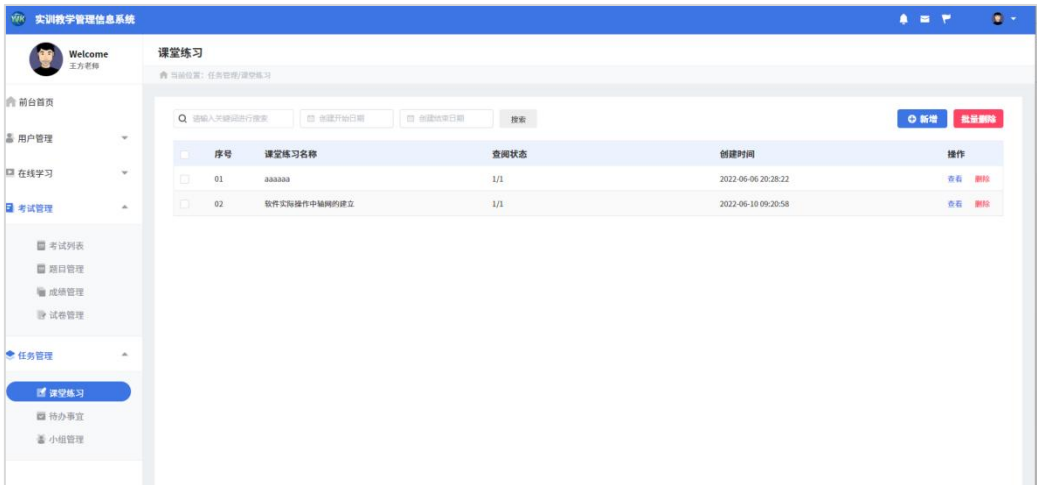 实训教学管理信息系统
Welcome
王方老师
课堂练习
当前位置：任务管理/课堂练习
前台首页
用户管理
在线学习
考试管理
考试列表
题目管理
成绩管理
试卷管理
任务管理
课堂练习
待办事宜
小组管理
请输入关键词进行搜索 创建开始日期 创建结束日期 搜索 新增 批量删除
序号 课堂练习名称 查阅状态 创建时间 操作
01 aaaaaa 1/1 2022-06-06 20:28:22 查看 删除
02 软件实际操作中轴网的建立 1/1 2022-06-10 09:20:58 查看 删除